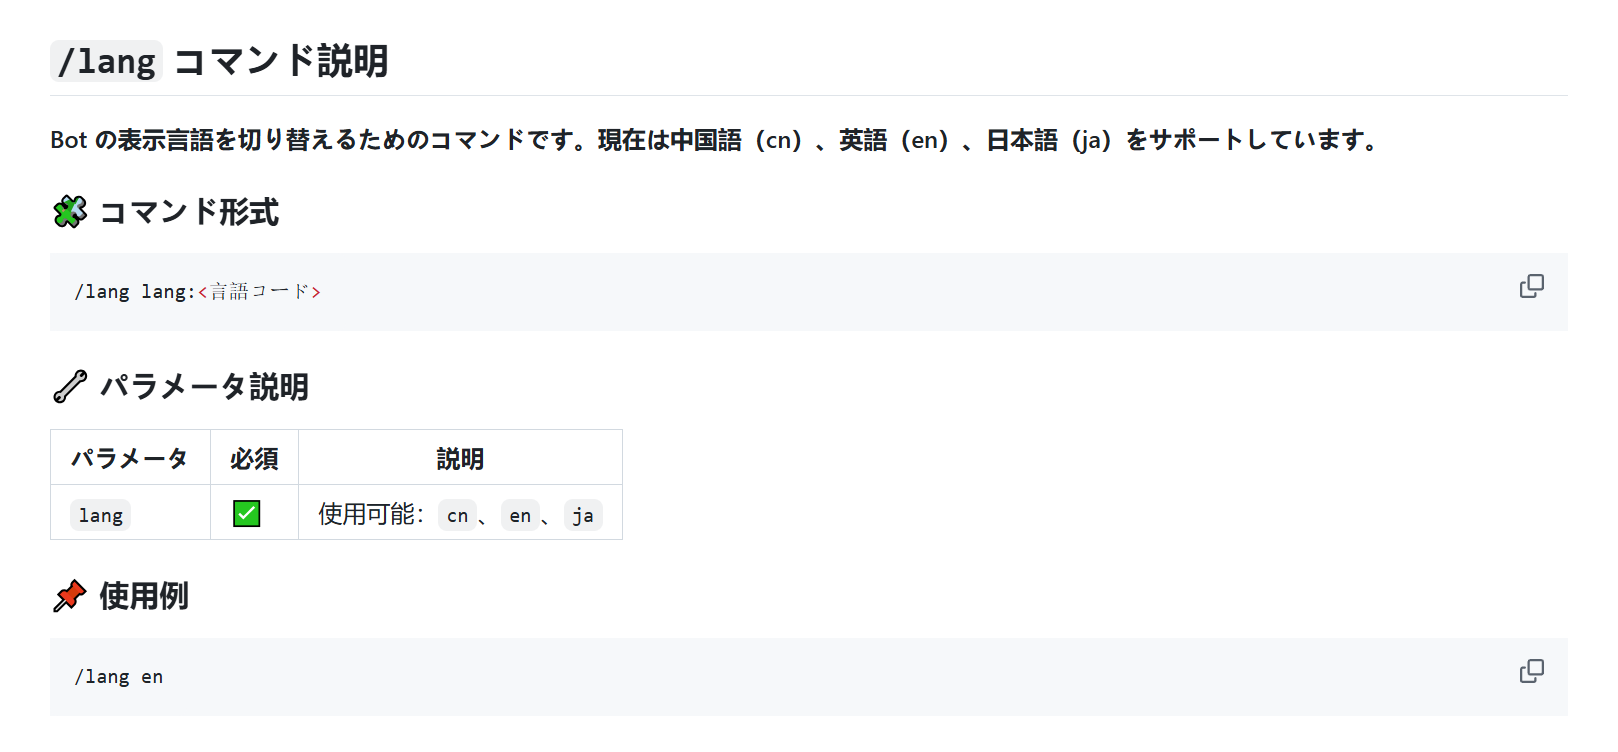 /lang コマンド説明
Bot の表示言語を切り替えるためのコマンドです。現在は中国語（cn）、英語（en）、日本語（ja）をサポートしています。
🧩 コマンド形式
/lang lang:<言語コード>
🔧 パラメータ説明
パラメータ 必須 説明
lang ✅ 使用可能: cn、en、ja
📌 使用例
/lang en